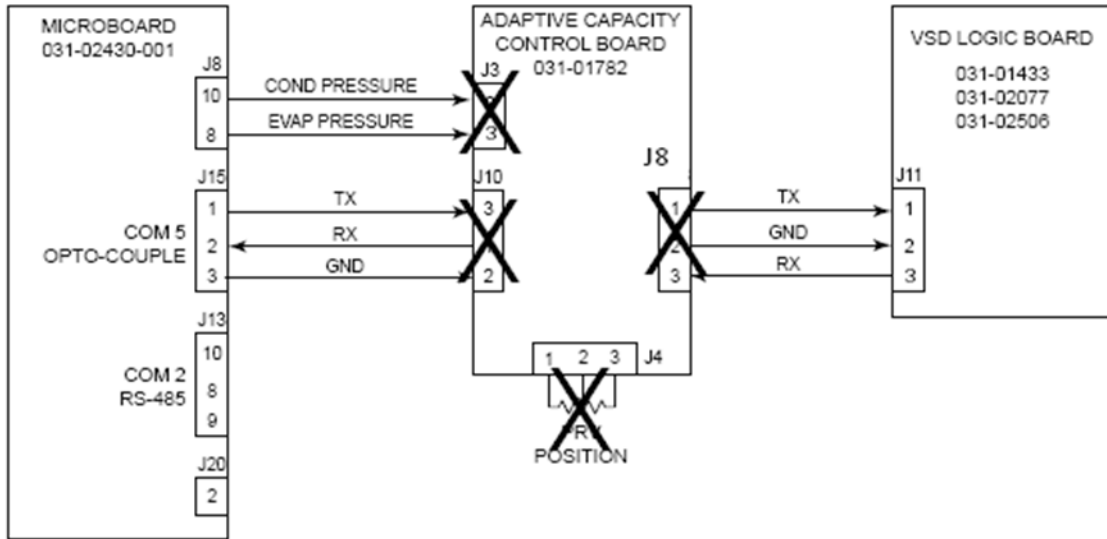 MICROBOARD
031-02430-001
J8
10
8
J15
1
2
3
COM 5
OPTO-COUPLE
J13
10
8
9
COM 2
RS-485
J20
2
COND PRESSURE
EVAP PRESSURE
TX
RX
GND
ADAPTIVE CAPACITY
CONTROL BOARD
031-01782
J3
3
J10
3
2
J8
1
2
3
1 2 3 J4
POSITION
TX
GND
RX
VSD LOGIC BOARD
031-01433
031-02077
031-02506
J11
1
2
3